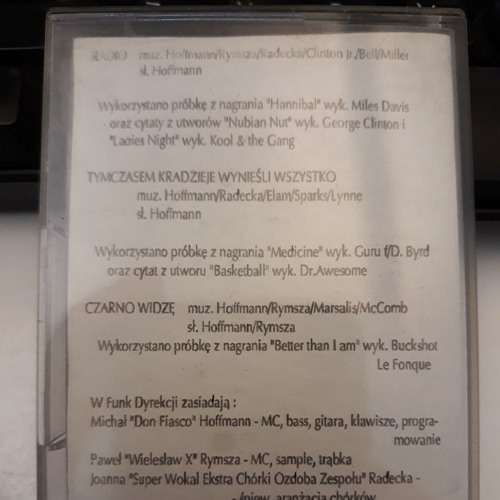 RADIO muz. Hoffmann/Rymsza/Radecka/Clinton jr./Bell/Miller
sł. Hoffmann
Wykorzystano próbkę z nagrania "Hannibal" wyk. Miles Davis
oraz cytaty z utworów "Nubian Nut" wyk. George Clinton i
"Ladies Night" wyk. Kool & the Gang
TYMCZASEM KRADZIEJE WYNIEŚLI WSZYSTKO
muz. Hoffmann/Radecka/Elam/Sparks/Lynne
sł. Hoffmann
Wykorzystano próbkę z nagrania "Medicine" wyk. Guru f/D. Byrd
oraz cytat z utworu "Basketball" wyk. Dr.Awesome
CZARNO WIDZĘ muz. Hoffmann/Rymsza/Marsalis/McComb
sł. Hoffmann/Rymsza
Wykorzystano próbkę z nagrania "Better than I am" wyk. Buckshot
Le Fonque
W Funk Dyrekcji zasiadają :
Michał "Don Fiasco" Hoffmann - MC, bass, gitara, klawisze, progra-
mowanie
Paweł "Wielesław X" Rymsza - MC, sample, trąbka
Joanna "Super Wokal Ekstra Chórki Ozdoba Zespołu" Radecka -
- śpiew, aranżacja chórków